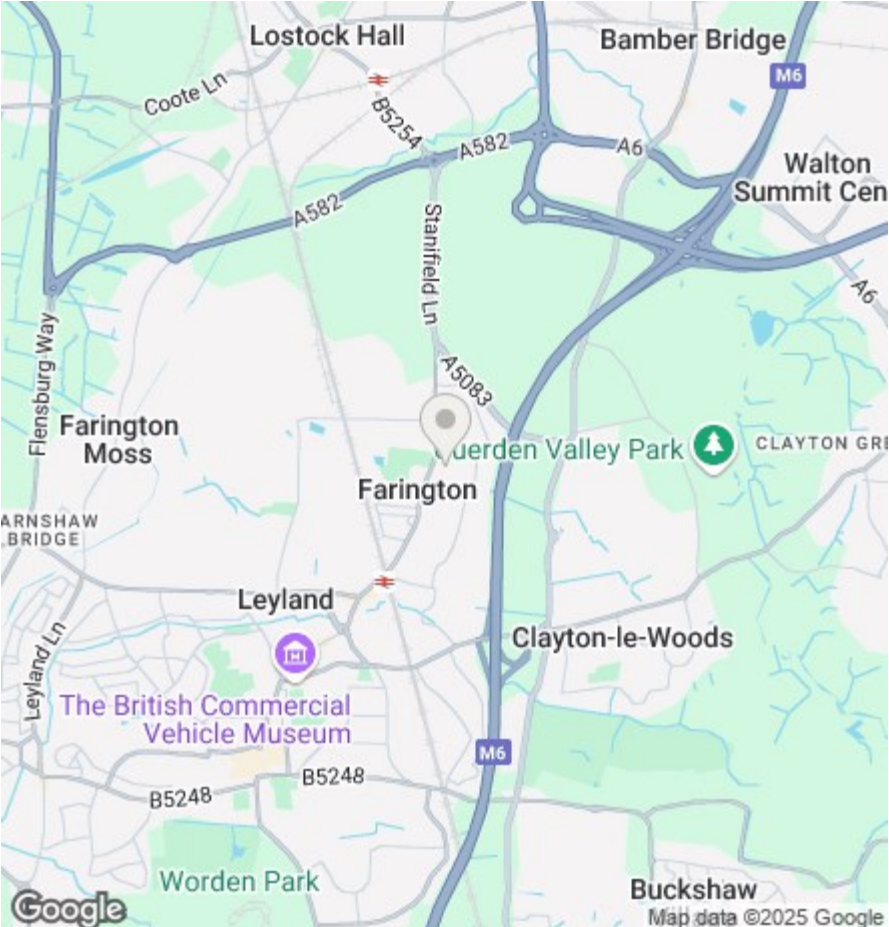 Lostock Hall
Bamber Bridge
M6
Coote Ln
B5254
A582
A6
Walton
Summit Cen
A582
Stanifield Ln
A6
Flensburg Way
A5083
Farington
Moss
uerden Valley Park
CLAYTON GRE
Farington
ARNSHAW
BRIDGE
Leyland
Clayton-le-Woods
Leyland Ln
The British Commercial
Vehicle Museum
M6
B5248
B5248
Worden Park
Buckshaw
Google
Map data ©2025 Google